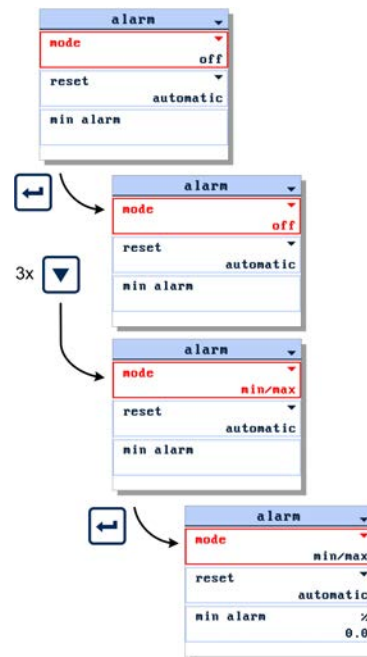 alarm
mode
off
reset
automatic
min alarm
alarm
mode
off
reset
automatic
min alarm
3x
alarm
mode
min/max
reset
automatic
min alarm
alarm
mode
min/max
reset
automatic
min alarm %
0.0